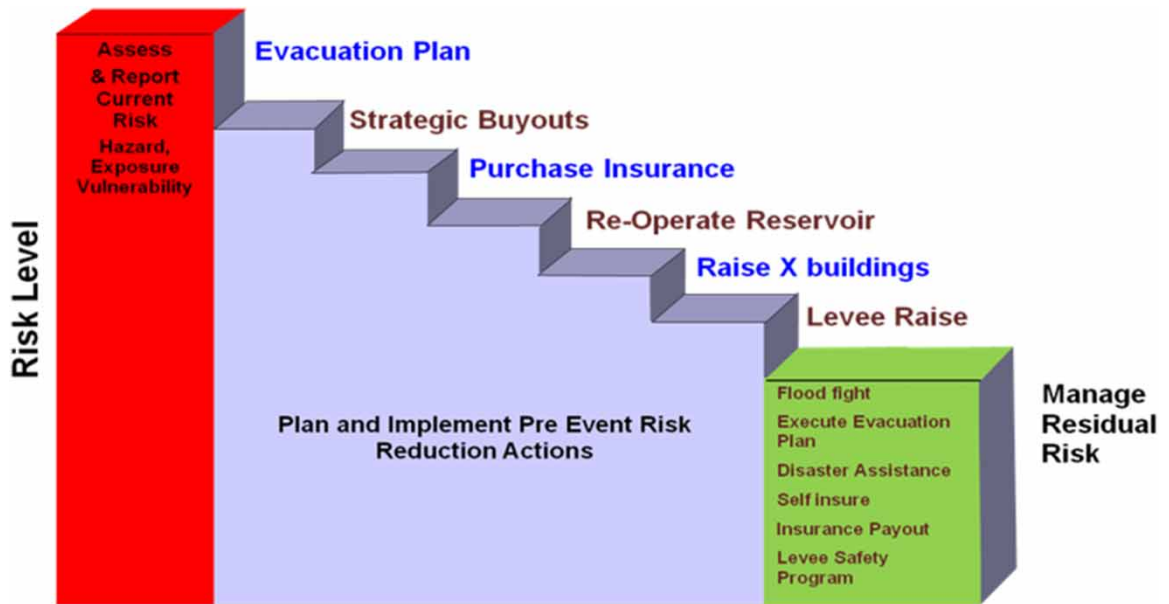 Assess
& Report
Current
Risk
Hazard,
Exposure
Vulnerability
Evacuation Plan
Strategic Buyouts
Purchase Insurance
Re-Operate Reservoir
Raise X buildings
Levee Raise
Risk Level
Plan and Implement Pre Event Risk
Reduction Actions
Flood fight
Execute Evacuation
Plan
Disaster Assistance
Self insure
Insurance Payout
Levee Safety
Program
Manage
Residual
Risk